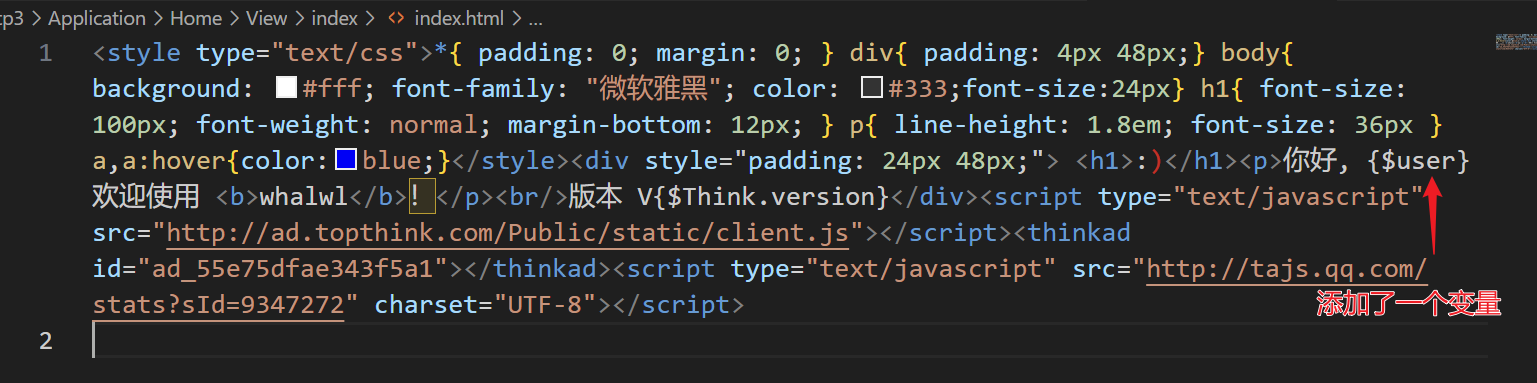 tp3 > Application > Home > View > index > <> index.html > ...
1 <style type="text/css">*{ padding: 0; margin: 0; } div{ padding: 4px 48px;} body{
background: #fff; font-family: "微软雅黑"; color: #333;font-size:24px} h1{ font-size:
100px; font-weight: normal; margin-bottom: 12px; } p{ line-height: 1.8em; font-size: 36px }
a,a:hover{color:blue;}</style><div style="padding: 24px 48px;"> <h1>:)</h1><p>你好, {$user}
欢迎使用 <b>whalwl</b>！</p><br/>版本 V{$Think.version}</div><script type="text/javascript"
src="http://ad.topthink.com/Public/static/client.js"></script><thinkad
id="ad_55e75dfae343f5a1"></thinkad><script type="text/javascript" src="http://tajs.qq.com/
stats?sId=9347272" charset="UTF-8"></script>
添加了一个变量
2